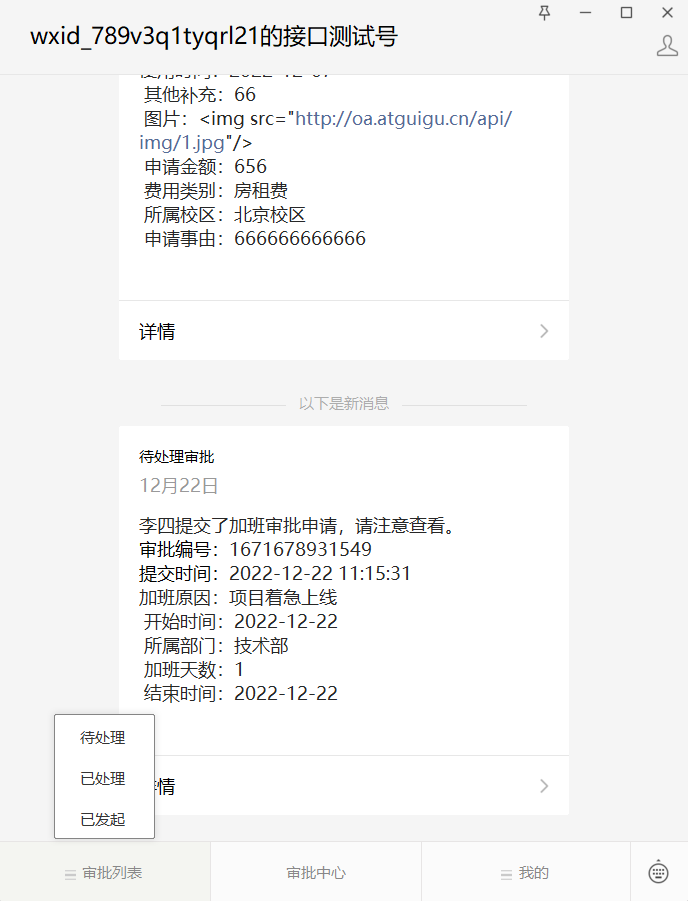 wxid_789v3q1tyqrl21的接口测试号
使用时间：2022-12-07
其他补充：66
图片：<img src="http://oa.atguigu.cn/api/
img/1.jpg"/>
申请金额：656
费用类别：房租费
所属校区：北京校区
申请事由：666666666666
详情
以下是新消息
待处理审批
12月22日
李四提交了加班审批申请，请注意查看。
审批编号：1671678931549
提交时间：2022-12-22 11:15:31
加班原因：项目着急上线
开始时间：2022-12-22
所属部门：技术部
加班天数：1
结束时间：2022-12-22
详情
待处理
已处理
已发起
审批列表
审批中心
我的